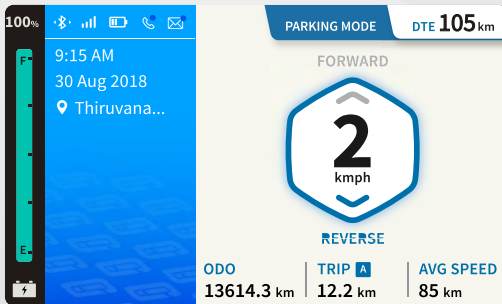 100%
F
E
9:15 AM
30 Aug 2018
Thiruvana...
PARKING MODE
DTE 105 km
FORWARD
2
kmph
REVERSE
ODO
13614.3 km
TRIP A
12.2 km
AVG SPEED
85 km